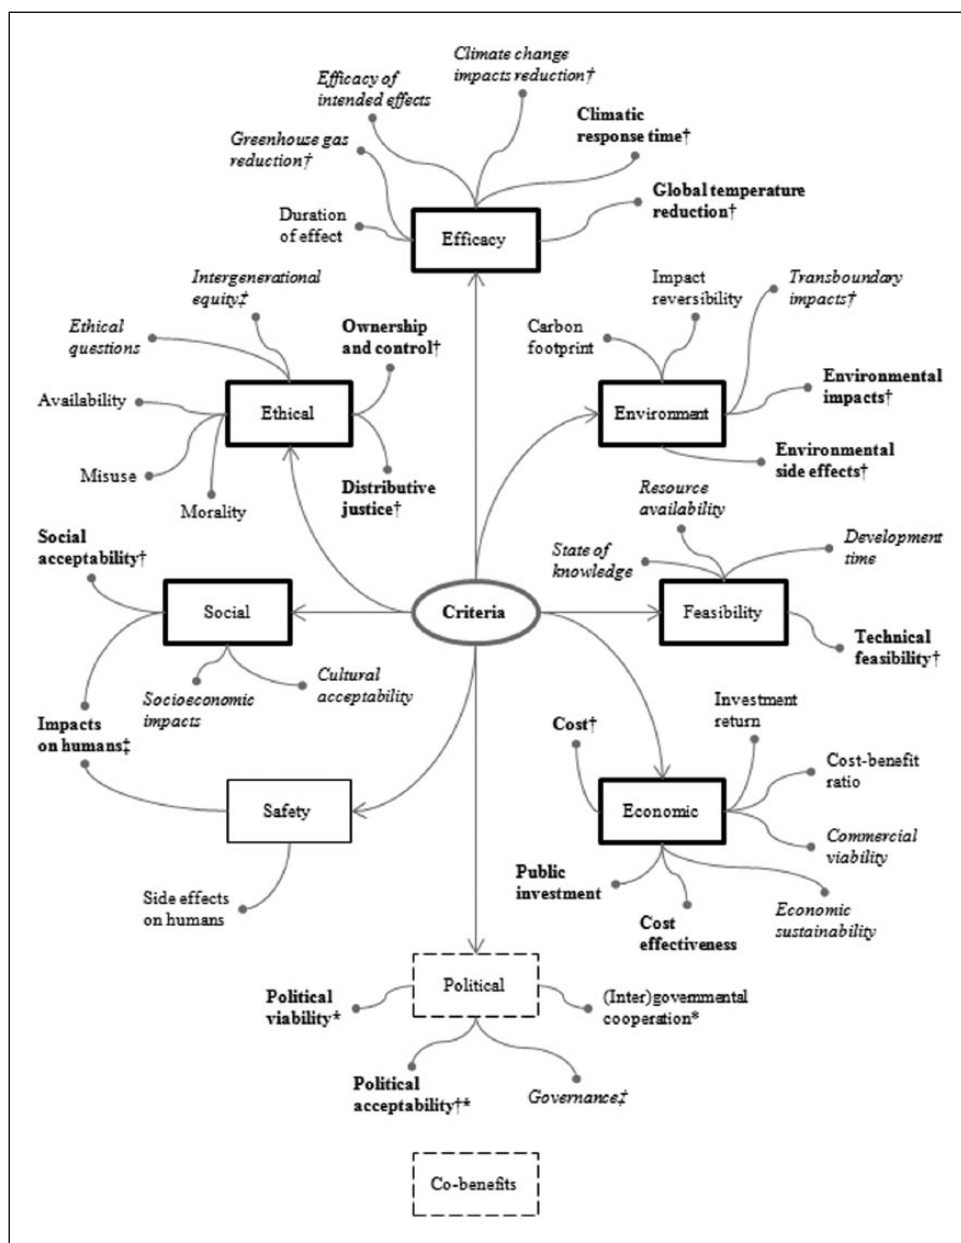 Climate change
impacts reduction†
Efficacy of
intended effects
Climatic
response time†
Greenhouse gas
reduction†
Global temperature
reduction†
Duration
of effect
Efficacy
Intergenerational
equity‡
Impact
reversibility
Transboundary
impacts†
Ethical
questions
Ownership
and control†
Carbon
footprint
Environmental
impacts†
Availability
Ethical
Environment
Misuse
Morality
Distributive
justice†
Environmental
side effects†
Resource
availability
Social
acceptability†
State of
knowledge
Development
time
Social
Criteria
Feasibility
Technical
feasibility†
Socioeconomic
impacts
Cultural
acceptability
Impacts
on humans‡
Cost†
Investment
return
Cost-benefit
ratio
Safety
Economic
Commercial
viability
Side effects
on humans
Public
investment
Cost
effectiveness
Economic
sustainability
Political
Political
viability*
(Inter)governmental
cooperation*
Political
acceptability†*
Governance‡
Co-benefits